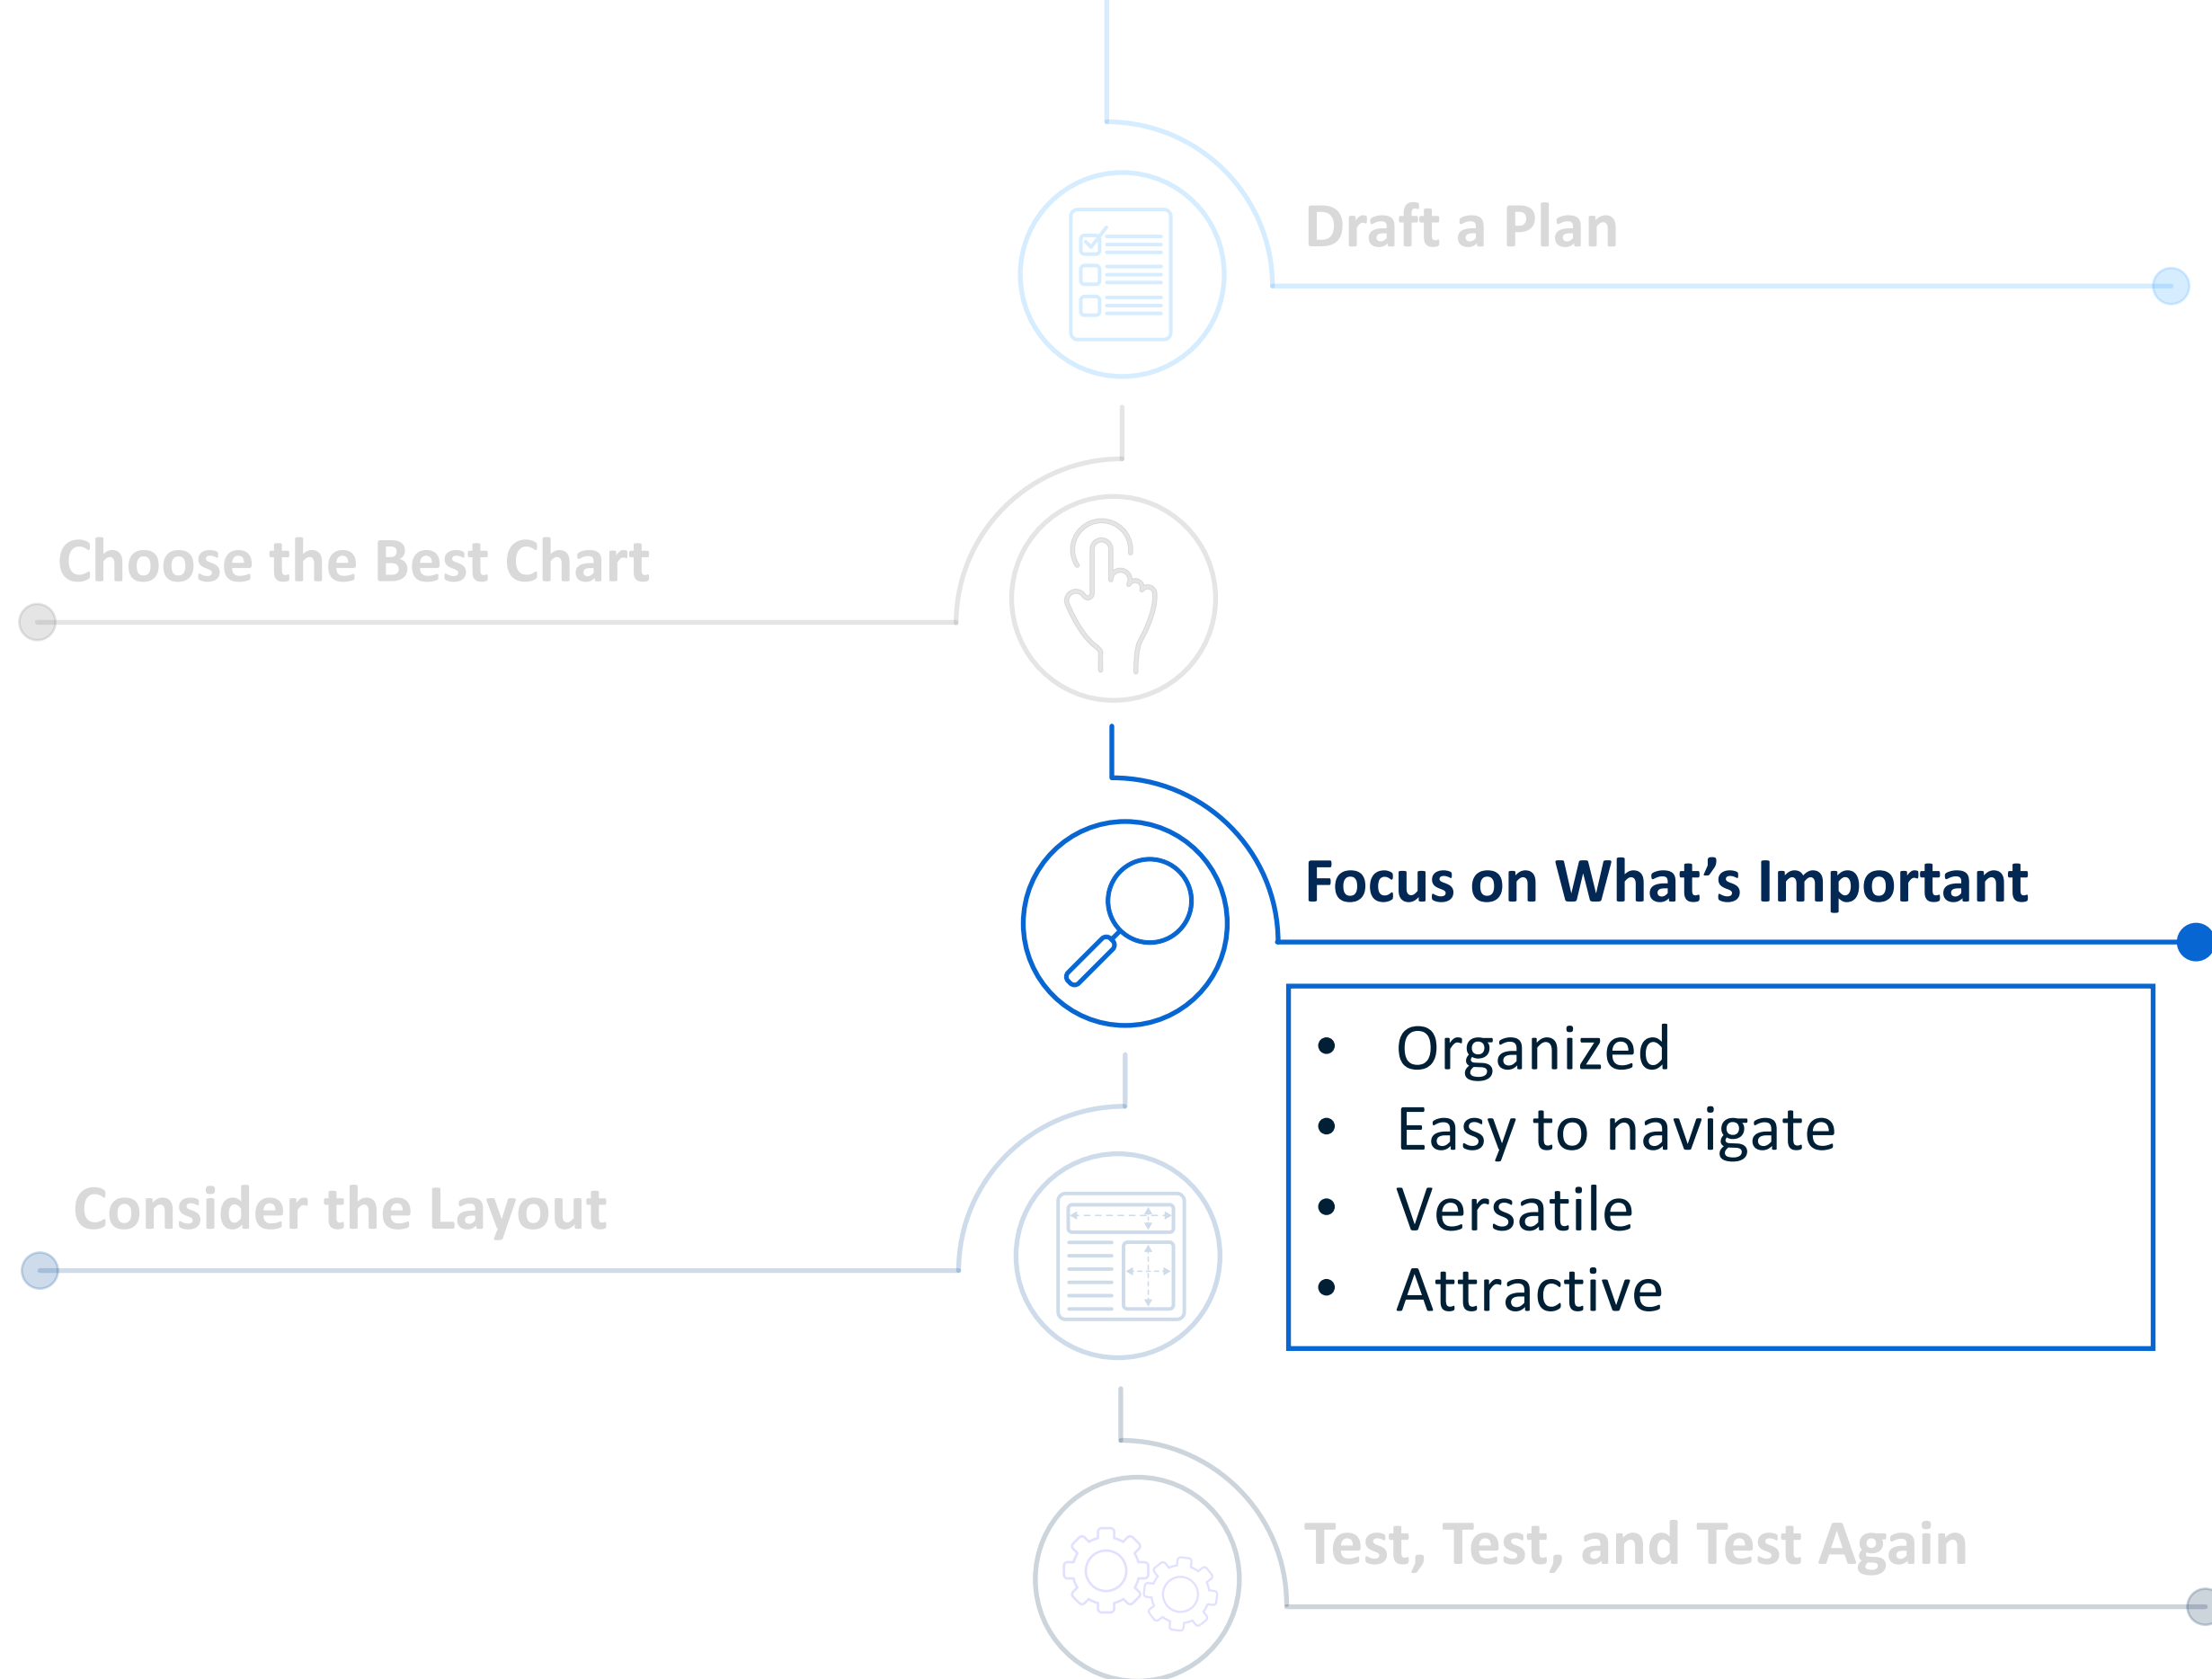 Draft a Plan
Choose the Best Chart
Focus on What’s Important
• Organized
• Easy to navigate
• Versatile
• Attractive
Consider the Layout
Test, Test, and Test Again